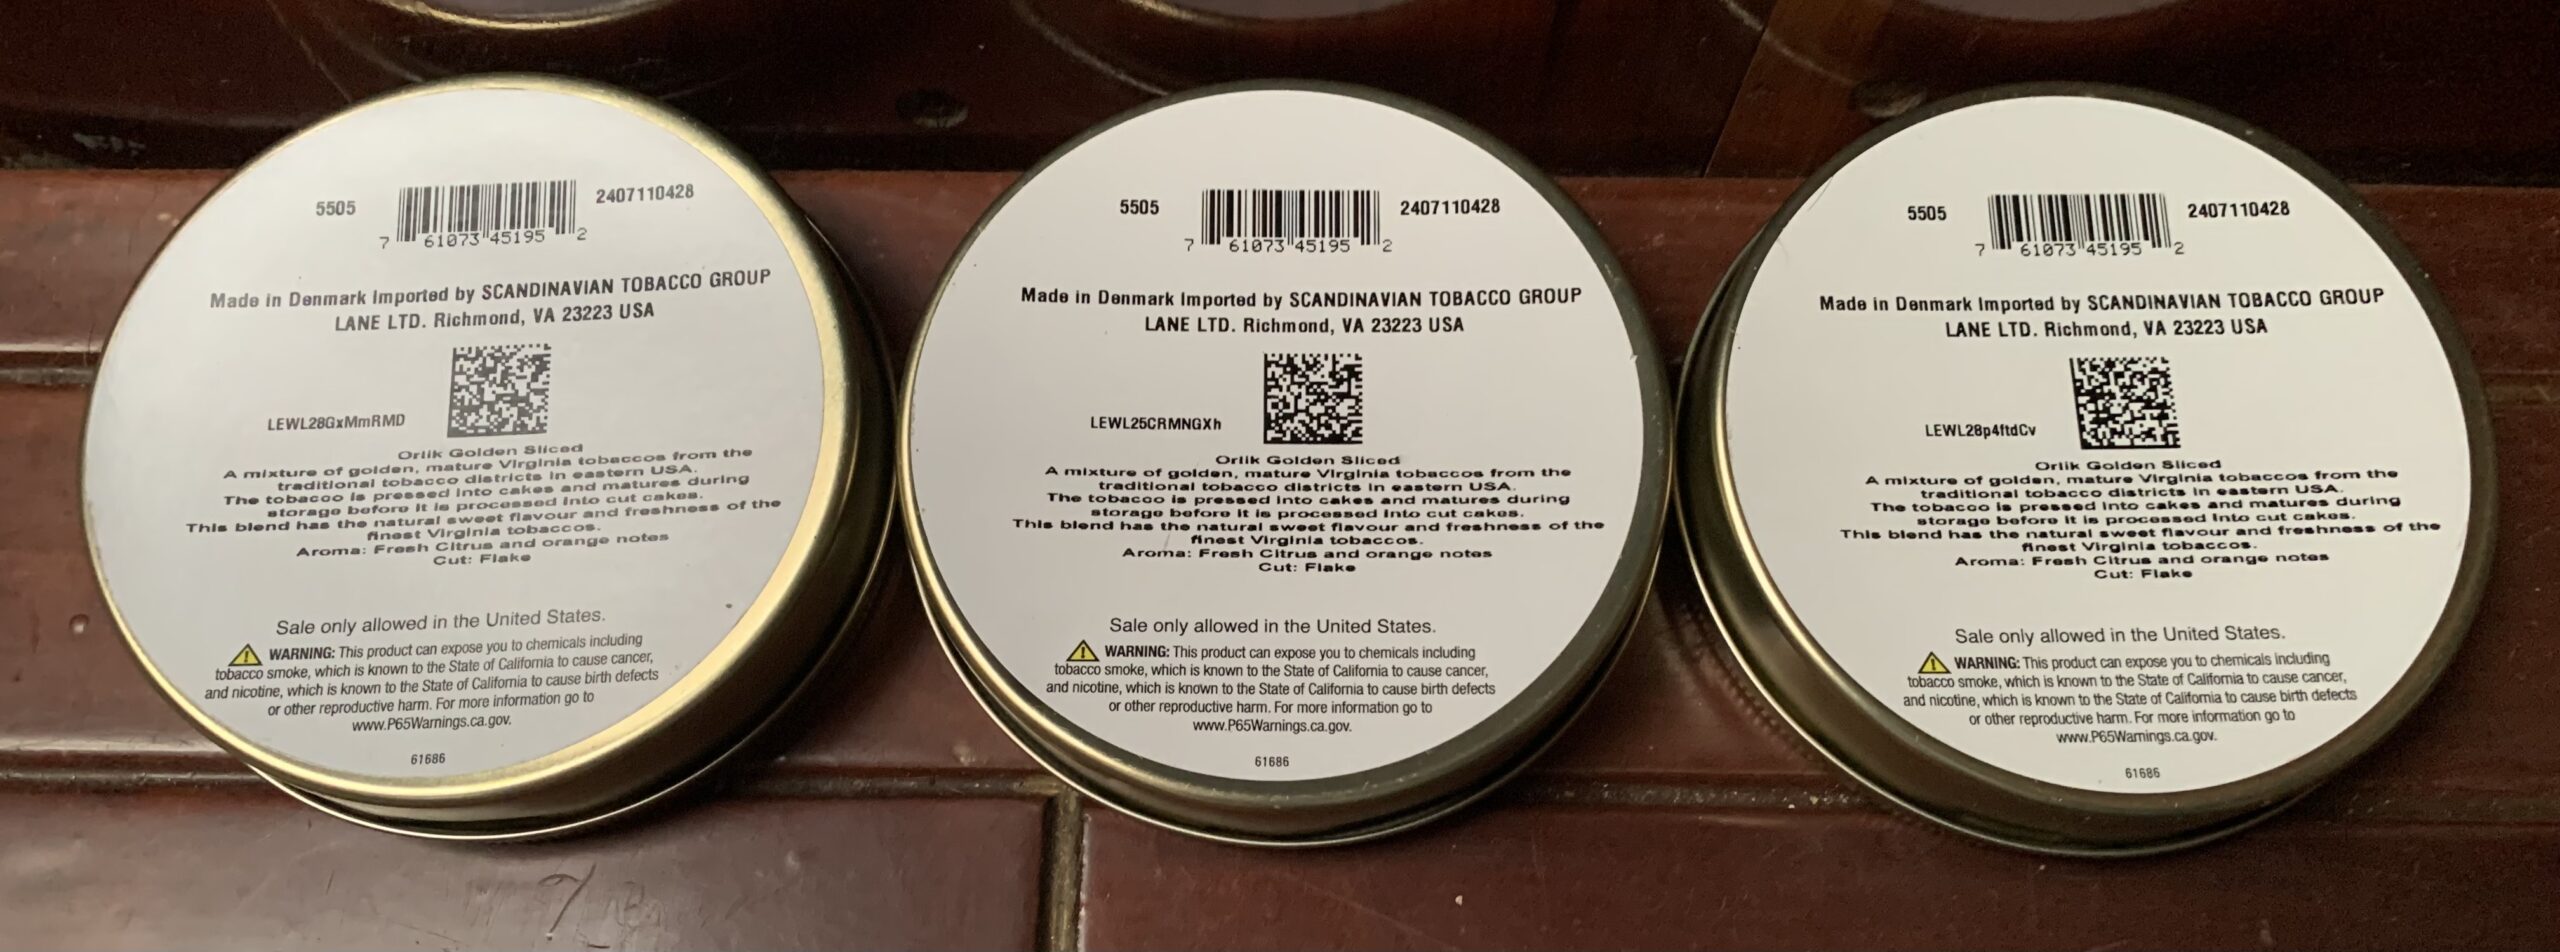 5505
2407110428
7 61073 45195 2
Made in Denmark Imported by SCANDINAVIAN TOBACCO GROUP
LANE LTD. Richmond, VA 23223 USA
LEWL28GxMmRMD
Orlik Golden Sliced
A mixture of golden, mature Virginia tobaccos from the
traditional tobacco districts in eastern USA.
The tobacco is pressed into cakes and matures during
storage before it is processed into cut cakes.
This blend has the natural sweet flavour and freshness of the
finest Virginia tobaccos.
Aroma: Fresh Citrus and orange notes
Cut: Flake
Sale only allowed in the United States.
WARNING: This product can expose you to chemicals including
tobacco smoke, which is known to the State of California to cause cancer,
and nicotine, which is known to the State of California to cause birth defects
or other reproductive harm. For more information go to
www.P65Warnings.ca.gov.
61686
5505
2407110428
7 61073 45195 2
Made in Denmark Imported by SCANDINAVIAN TOBACCO GROUP
LANE LTD. Richmond, VA 23223 USA
LEWL25CRMNGXh
Orlik Golden Sliced
A mixture of golden, mature Virginia tobaccos from the
traditional tobacco districts in eastern USA.
The tobacco is pressed into cakes and matures during
storage before it is processed into cut cakes.
This blend has the natural sweet flavour and freshness of the
finest Virginia tobaccos.
Aroma: Fresh Citrus and orange notes
Cut: Flake
Sale only allowed in the United States.
WARNING: This product can expose you to chemicals including
tobacco smoke, which is known to the State of California to cause cancer,
and nicotine, which is known to the State of California to cause birth defects
or other reproductive harm. For more information go to
www.P65Warnings.ca.gov.
61686
5505
2407110428
7 61073 45195 2
Made in Denmark Imported by SCANDINAVIAN TOBACCO GROUP
LANE LTD. Richmond, VA 23223 USA
LEWL28p4ftdCv
Orlik Golden Sliced
A mixture of golden, mature Virginia tobaccos from the
traditional tobacco districts in eastern USA.
The tobacco is pressed into cakes and matures during
storage before it is processed into cut cakes.
This blend has the natural sweet flavour and freshness of the
finest Virginia tobaccos.
Aroma: Fresh Citrus and orange notes
Cut: Flake
Sale only allowed in the United States.
WARNING: This product can expose you to chemicals including
tobacco smoke, which is known to the State of California to cause cancer,
and nicotine, which is known to the State of California to cause birth defects
or other reproductive harm. For more information go to
www.P65Warnings.ca.gov.
61686